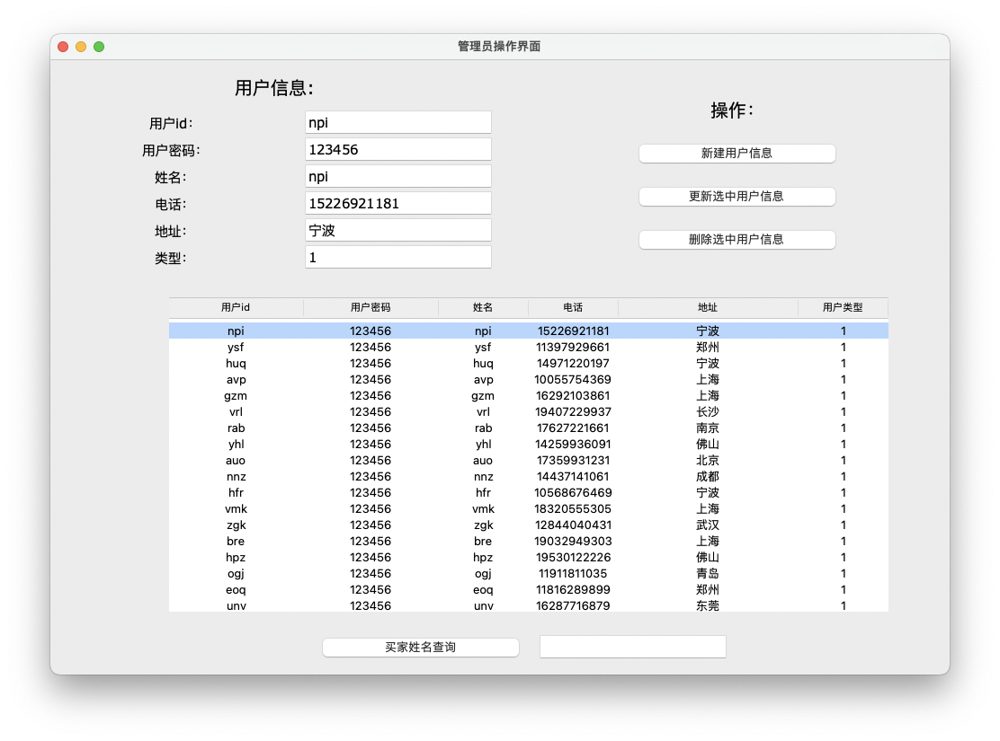 管理员操作界面
用户信息:
操作:
用户id:
npi
新建用户信息
用户密码:
123456
姓名:
npi
更新选中用户信息
电话:
15226921181
地址:
宁波
删除选中用户信息
类型:
1
用户id 用户密码 姓名 电话 地址 用户类型
npi 123456 npi 15226921181 宁波 1
ysf 123456 ysf 11397929661 郑州 1
huq 123456 huq 14971220197 宁波 1
avp 123456 avp 10055754369 上海 1
gzm 123456 gzm 16292103861 上海 1
vrl 123456 vrl 19407229937 长沙 1
rab 123456 rab 17627221661 南京 1
yhl 123456 yhl 14259936091 佛山 1
auo 123456 auo 17359931231 北京 1
nnz 123456 nnz 14437141061 成都 1
hfr 123456 hfr 10568676469 宁波 1
vmk 123456 vmk 18320555305 上海 1
zgk 123456 zgk 12844040431 武汉 1
bre 123456 bre 19032949303 上海 1
hpz 123456 hpz 19530122226 佛山 1
ogj 123456 ogj 11911811035 青岛 1
eoq 123456 eoq 11816289899 郑州 1
unv 123456 unv 16287716879 东莞 1
买家姓名查询